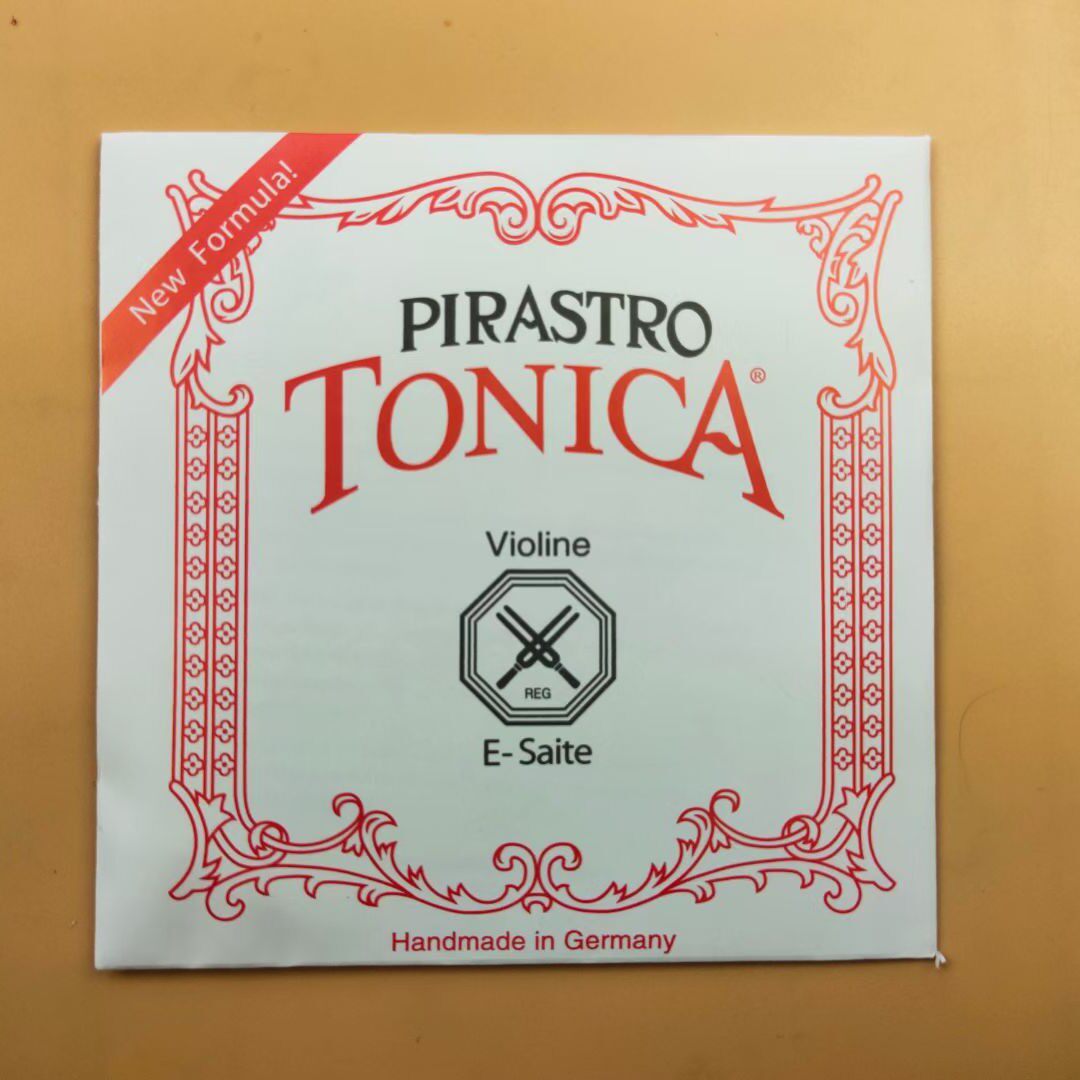 New Formula!
PIRASTRO
TONICA®
Violine
REG
E- Saite
Handmade in Germany